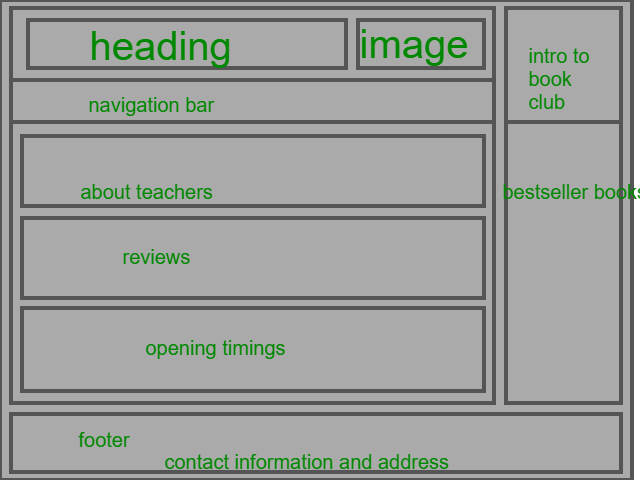 heading
image
navigation bar
about teachers
reviews
opening timings
intro to
book
club
bestseller books
footer
contact information and address